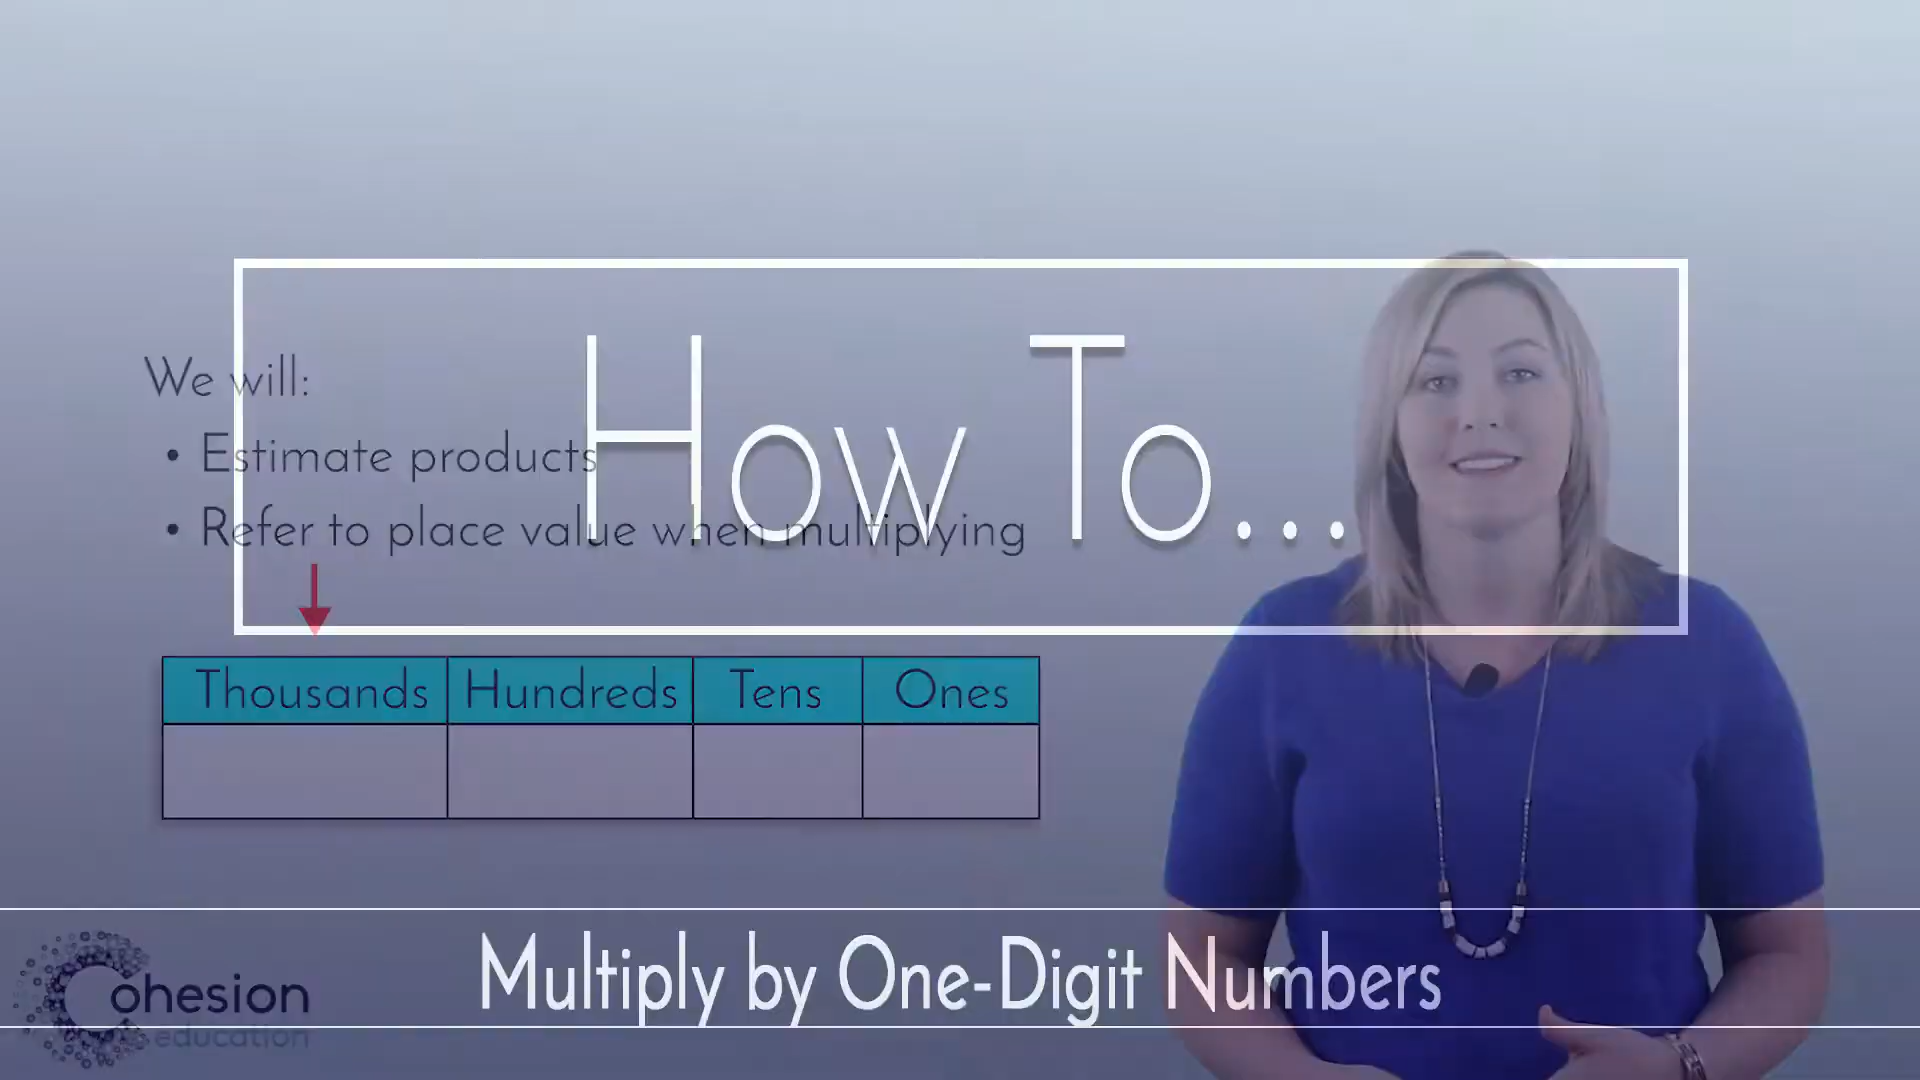 How To...
We will:
• Estimate products
• Refer to place value when multiplying
Thousands Hundreds Tens Ones
Multiply by One-Digit Numbers
Cohesion
education